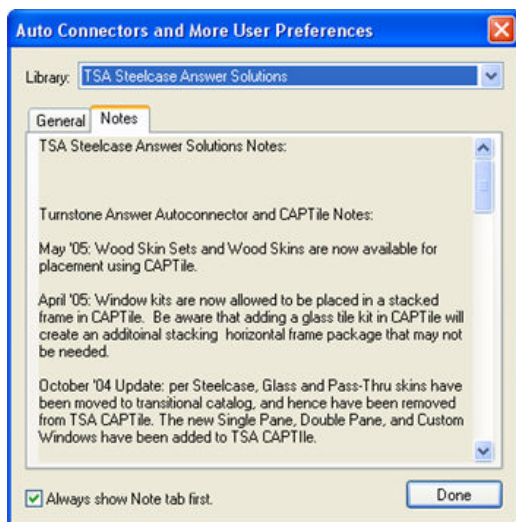 Auto Connectors and More User Preferences
Library: TSA Steelcase Answer Solutions
General Notes
TSA Steelcase Answer Solutions Notes:
Turnstone Answer Autoconnector and CAPTile Notes:
May '05: Wood Skin Sets and Wood Skins are now available for
placement using CAPTile.
April '05: Window kits are now allowed to be placed in a stacked
frame in CAPTile. Be aware that adding a glass tile kit in CAPTile will
create an additoinal stacking horizontal frame package that may not
be needed.
October '04 Update: per Steelcase, Glass and Pass-Thru skins have
been moved to transitional catalog, and hence have been removed
from TSA CAPTile. The new Single Pane, Double Pane, and Custom
Windows have been added to TSA CAPTIle.
Always show Note tab first.
Done